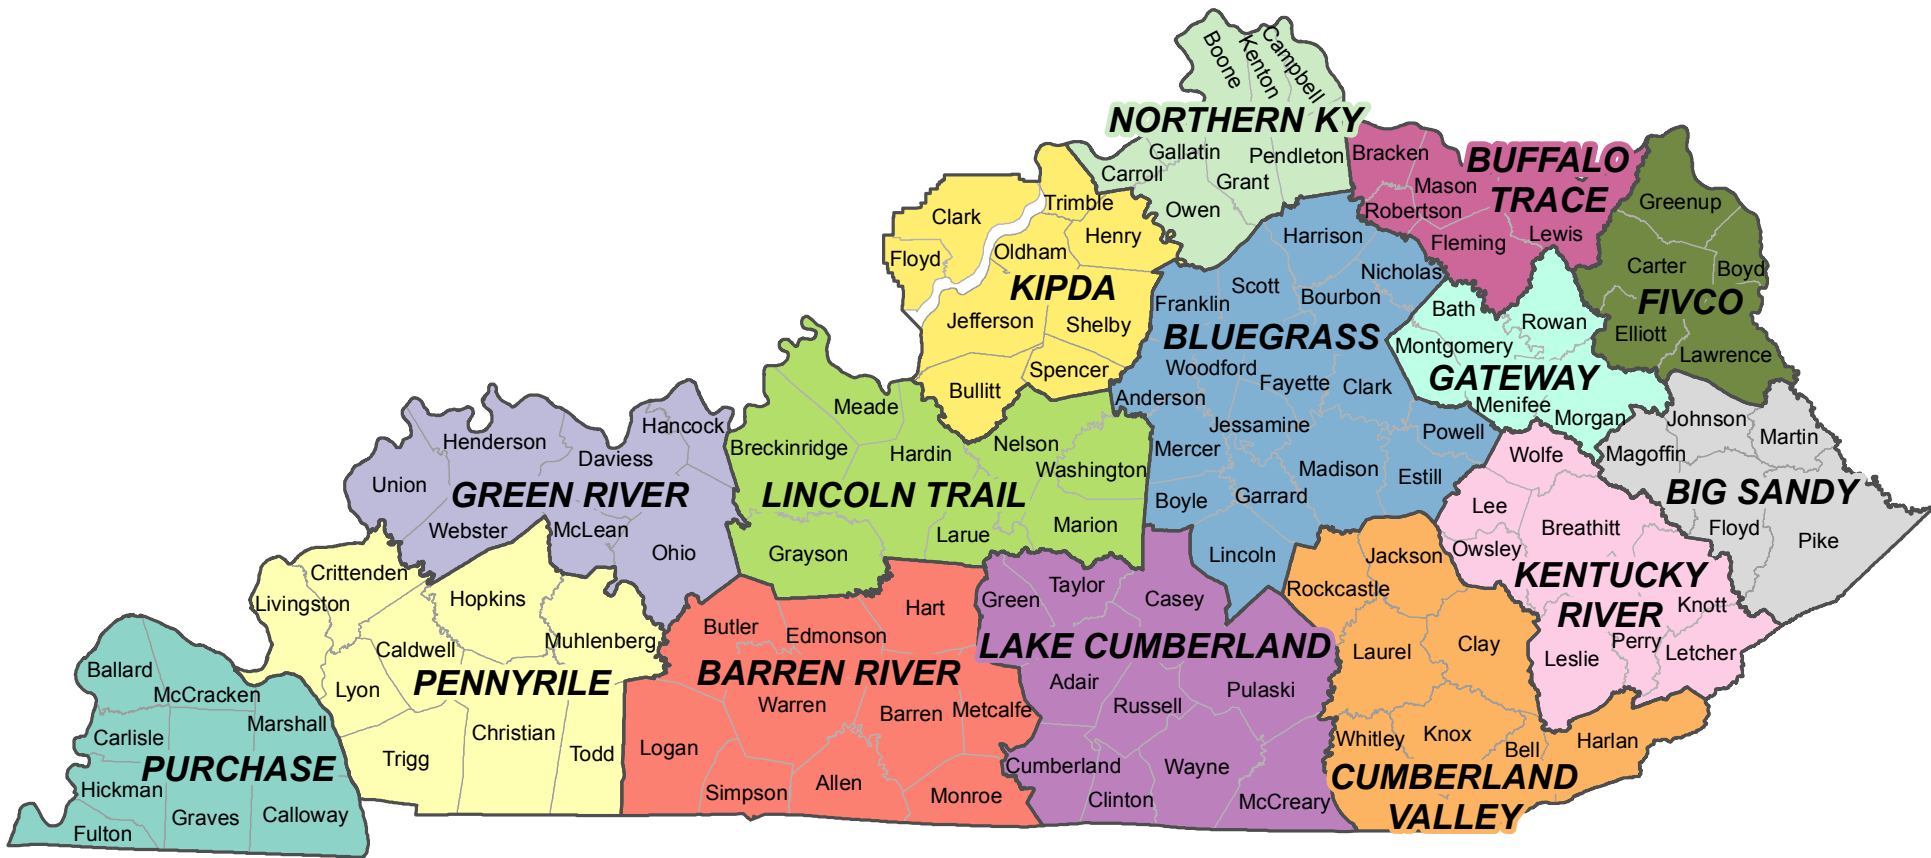 Boone
Kenton
Campbell
NORTHERN KY
Gallatin
Pendleton
Carroll
Grant
Owen
Bracken
BUFFALO
TRACE
Mason
Robertson
Fleming
Lewis
Greenup
Carter
Boyd
FIVCO
Elliott
Lawrence
Clark
Trimble
Henry
Floyd
Oldham
KIPDA
Jefferson
Shelby
Spencer
Bullitt
Harrison
Nicholas
Scott
Bourbon
Franklin
BLUEGRASS
Woodford
Fayette
Clark
Anderson
Jessamine
Powell
Mercer
Madison
Estill
Boyle
Garrard
Lincoln
Bath
Rowan
Montgomery
GATEWAY
Menifee
Morgan
Johnson
Martin
Magoffin
BIG SANDY
Floyd
Pike
Wolfe
Lee
Breathitt
Owsley
KENTUCKY
RIVER
Knott
Perry
Leslie
Letcher
Meade
Breckinridge
Hardin
Nelson
Washington
LINCOLN TRAIL
Marion
Larue
Grayson
Hancock
Henderson
Daviess
Union
GREEN RIVER
Webster
McLean
Ohio
Crittenden
Livingston
Hopkins
Caldwell
Muhlenberg
Lyon
PENNYRILE
Christian
Trigg
Todd
Ballard
McCracken
Marshall
Carlisle
PURCHASE
Hickman
Graves
Calloway
Fulton
Hart
Butler
Edmonson
BARREN RIVER
Warren
Barren
Metcalfe
Logan
Allen
Simpson
Monroe
Taylor
Green
Casey
LAKE CUMBERLAND
Adair
Pulaski
Russell
Cumberland
Wayne
Clinton
McCreary
Jackson
Rockcastle
Laurel
Clay
Whitley
Knox
Bell
Harlan
CUMBERLAND
VALLEY